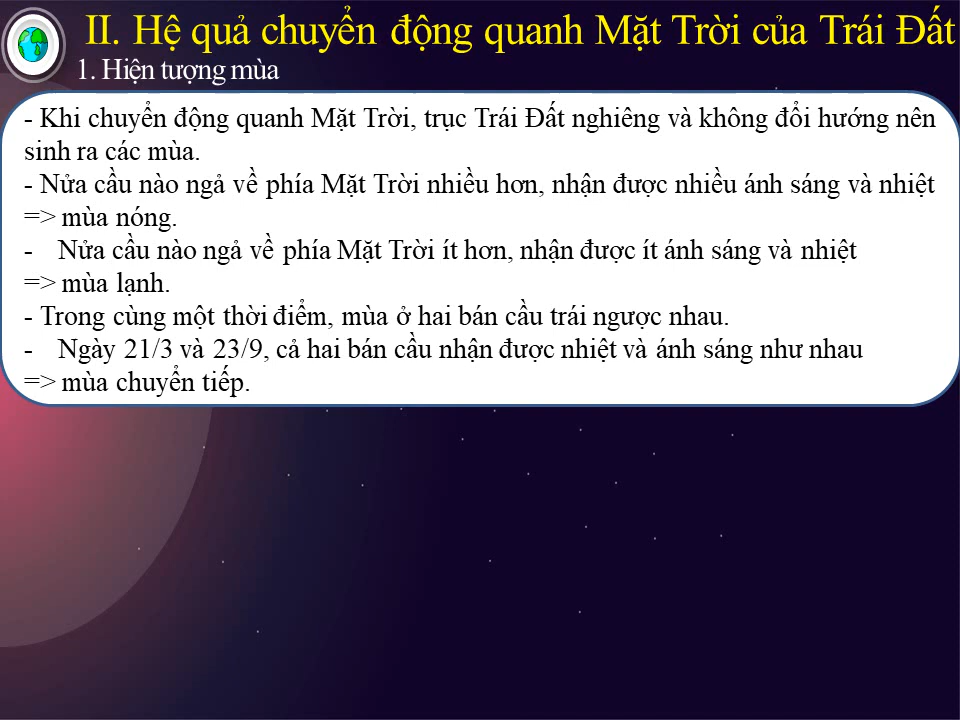 II. Hệ quả chuyển động quanh Mặt Trời của Trái Đất
1. Hiện tượng mùa
- Khi chuyển động quanh Mặt Trời, trục Trái Đất nghiêng và không đổi hướng nên
sinh ra các mùa.
- Nửa cầu nào ngả về phía Mặt Trời nhiều hơn, nhận được nhiều ánh sáng và nhiệt
=> mùa nóng.
- Nửa cầu nào ngả về phía Mặt Trời ít hơn, nhận được ít ánh sáng và nhiệt
=> mùa lạnh.
- Trong cùng một thời điểm, mùa ở hai bán cầu trái ngược nhau.
- Ngày 21/3 và 23/9, cả hai bán cầu nhận được nhiệt và ánh sáng như nhau
=> mùa chuyển tiếp.